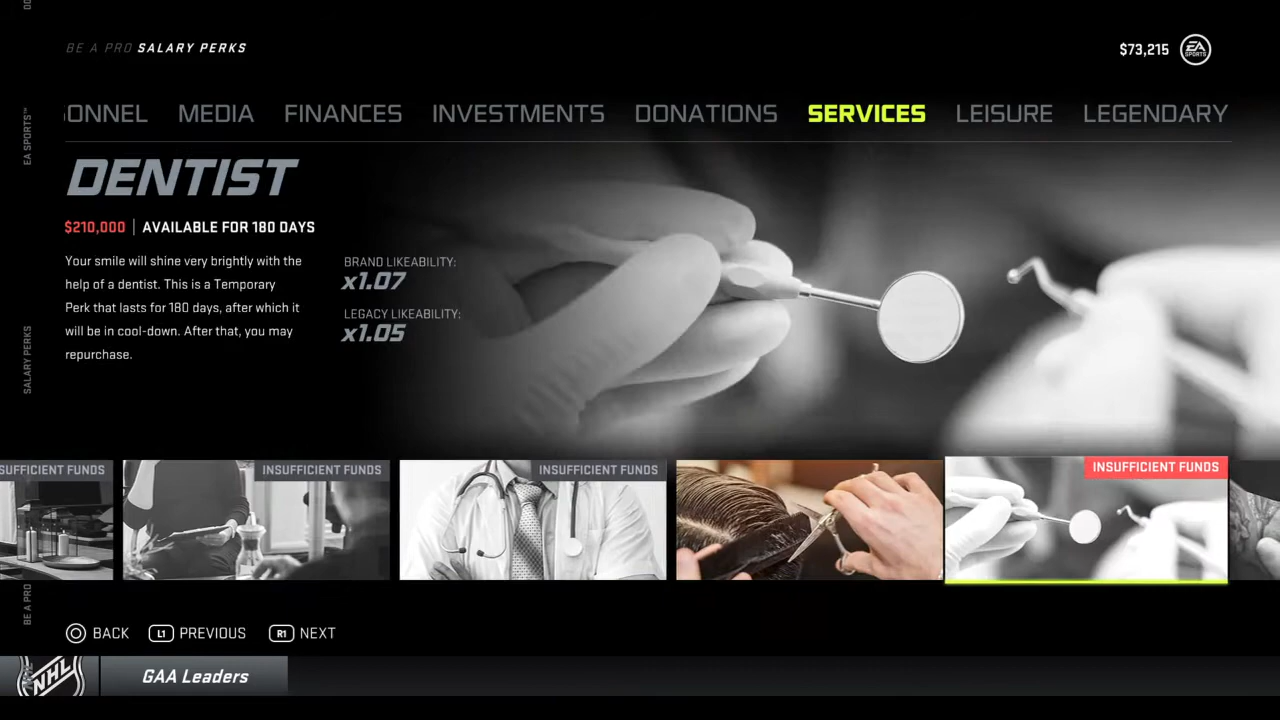 BE A PRO SALARY PERKS
$73,215
EA SPORTS
ONNEL MEDIA FINANCES INVESTMENTS DONATIONS SERVICES LEISURE LEGENDARY
EA SPORTS™
DENTIST
$210,000 | AVAILABLE FOR 180 DAYS
Your smile will shine very brightly with the
help of a dentist. This is a Temporary
Perk that lasts for 180 days, after which it
will be in cool-down. After that, you may
repurchase.
BRAND LIKEABILITY:
x1.07
LEGACY LIKEABILITY:
x1.05
SALARY PERKS
SUFFICIENT FUNDS
INSUFFICIENT FUNDS
INSUFFICIENT FUNDS
INSUFFICIENT FUNDS
BE A PRO
BACK L1 PREVIOUS R1 NEXT
NHL
GAA Leaders